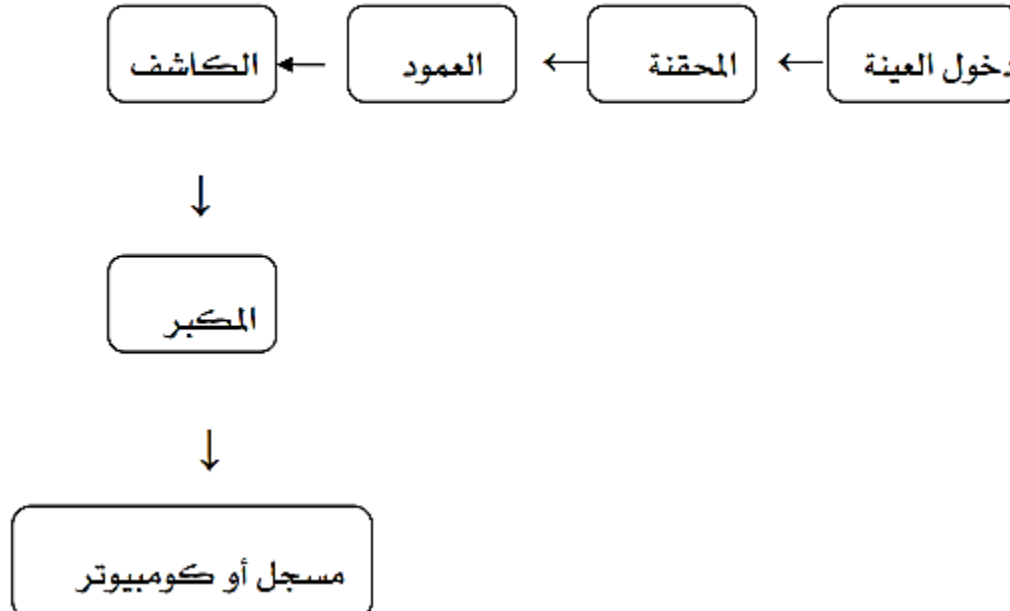 دخول العينة ← المحقنة ← العمود ← الكاشف
↓
المكبر
↓
مسجل أو كومبيوتر